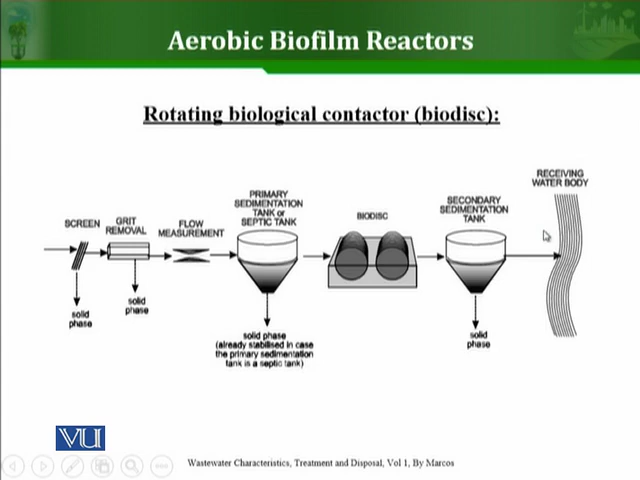 Aerobic Biofilm Reactors
Rotating biological contactor (biodisc):
RECEIVING
WATER BODY
PRIMARY
SEDIMENTATION
TANK or
SEPTIC TANK
SECONDARY
SEDIMENTATION
TANK
SCREEN
GRIT
REMOVAL
FLOW
MEASUREMENT
BIODISC
solid
phase
solid
phase
solid phase
(already stabilised in case
the primary sedimentation
tank is a septic tank)
solid
phase
VU
Wastewater Characteristics, Treatment and Disposal, Vol 1, By Marcos